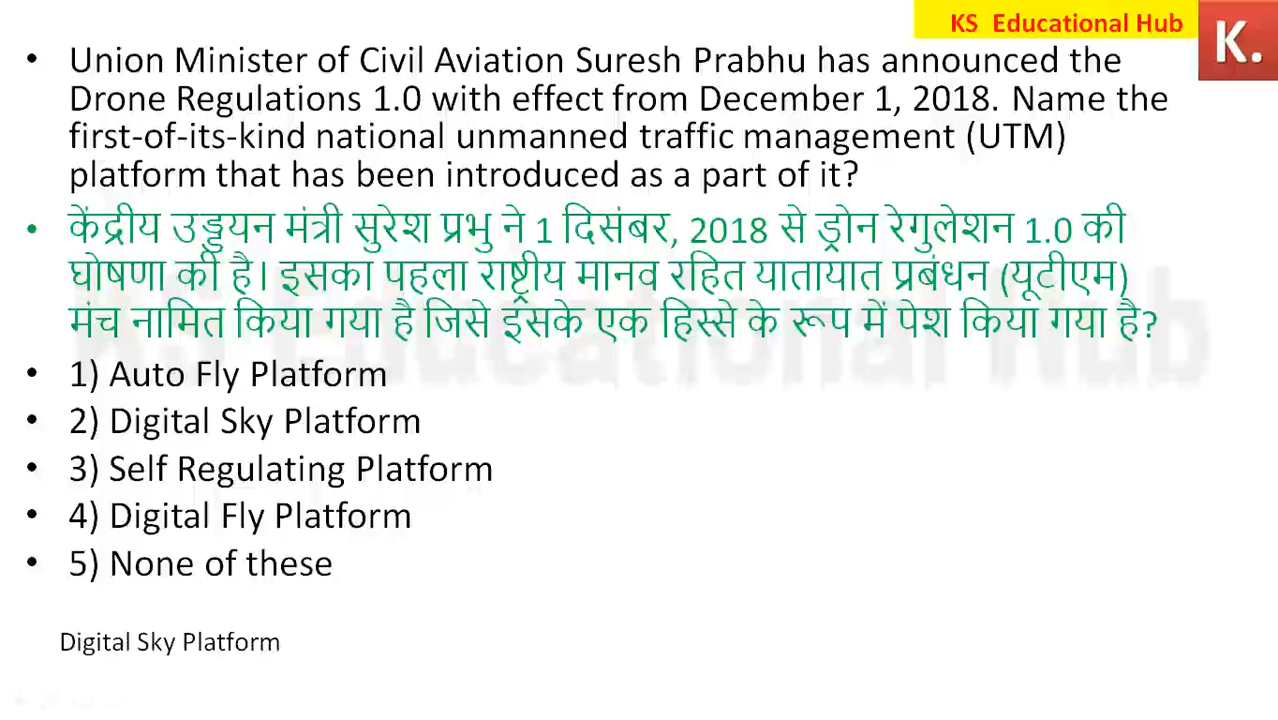 KS Educational Hub
K.
• Union Minister of Civil Aviation Suresh Prabhu has announced the
Drone Regulations 1.0 with effect from December 1, 2018. Name the
first-of-its-kind national unmanned traffic management (UTM)
platform that has been introduced as a part of it?
• केंद्रीय उड्डयन मंत्री सुरेश प्रभु ने 1 दिसंबर, 2018 से ड्रोन रेगुलेशन 1.0 की
घोषणा की है। इसका पहला राष्ट्रीय मानव रहित यातायात प्रबंधन (यूटीएम)
मंच नामित किया गया है जिसे इसके एक हिस्से के रूप में पेश किया गया है?
KS Educational Hub
• 1) Auto Fly Platform
• 2) Digital Sky Platform
• 3) Self Regulating Platform
• 4) Digital Fly Platform
• 5) None of these
Digital Sky Platform